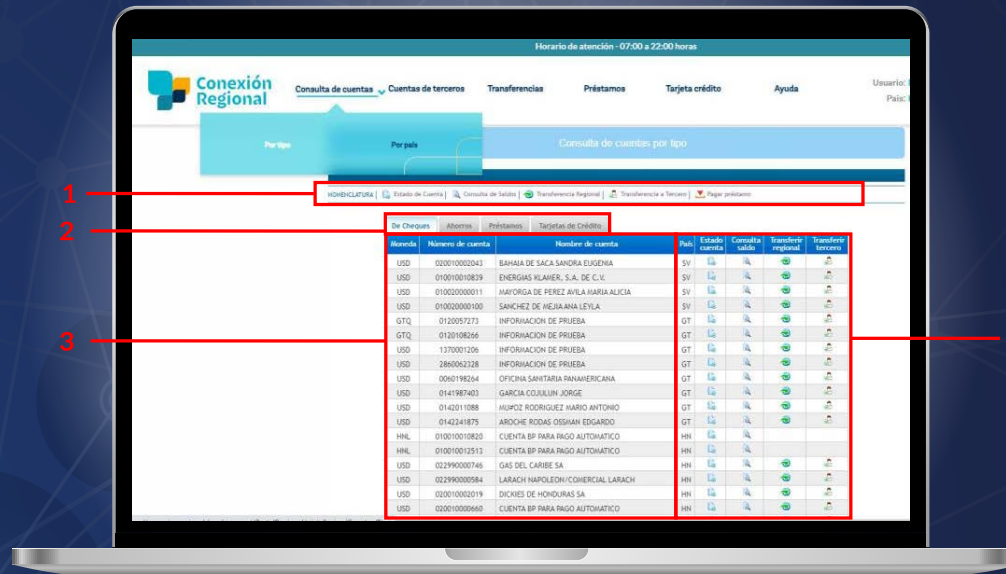 Horario de atención - 07:00 a 22:00 horas
Conexión
Regional
Consulta de cuentas Cuentas de terceros Transferencias Préstamos Tarjeta crédito Ayuda
Usuario:
País:
Por tipo Por país Consulta de cuentas por tipo
1
NOMENCLATURA | Estado de Cuenta | Consulta de Saldos | Transferencia Regional | Transferencia a Tercero | Pagar préstamo
2
De Cheques Ahorros Préstamos Tarjetas de Crédito
Moneda Número de cuenta Nombre de cuenta País Estado cuenta Consulta saldo Transferir regional Transferir tercero
USD 020010002043 BAHAIA DE SACA SANDRA EUGENIA SV
USD 010010010839 ENERGIAS KLAMER, S.A. DE C.V. SV
USD 010020000011 MAYORGA DE PEREZ AVILA MARIA ALICIA SV
USD 010020000100 SANCHEZ DE MEJIA ANA LEYLA SV
GTQ 0120057273 INFORMACION DE PRUEBA GT
GTQ 0120108266 INFORMACION DE PRUEBA GT
3
USD 1370001206 INFORMACION DE PRUEBA GT
USD 2860062328 INFORMACION DE PRUEBA GT
USD 0060198264 OFICINA SANITARIA PANAMERICANA GT
USD 0141987403 GARCIA COJULUN JORGE GT
USD 0142011088 MU#OZ RODRIGUEZ MARIO ANTONIO GT
USD 0142241875 AROCHE RODAS OSSMAN EDGARDO GT
HNL 010010010820 CUENTA BP PARA PAGO AUTOMATICO HN
HNL 010010012513 CUENTA BP PARA PAGO AUTOMATICO HN
USD 022990000746 GAS DEL CARIBE SA HN
USD 022990000584 LARACH NAPOLEON/COMERCIAL LARACH HN
USD 020010002019 DICKIES DE HONDURAS SA HN
USD 020010000660 CUENTA BP PARA PAGO AUTOMATICO HN